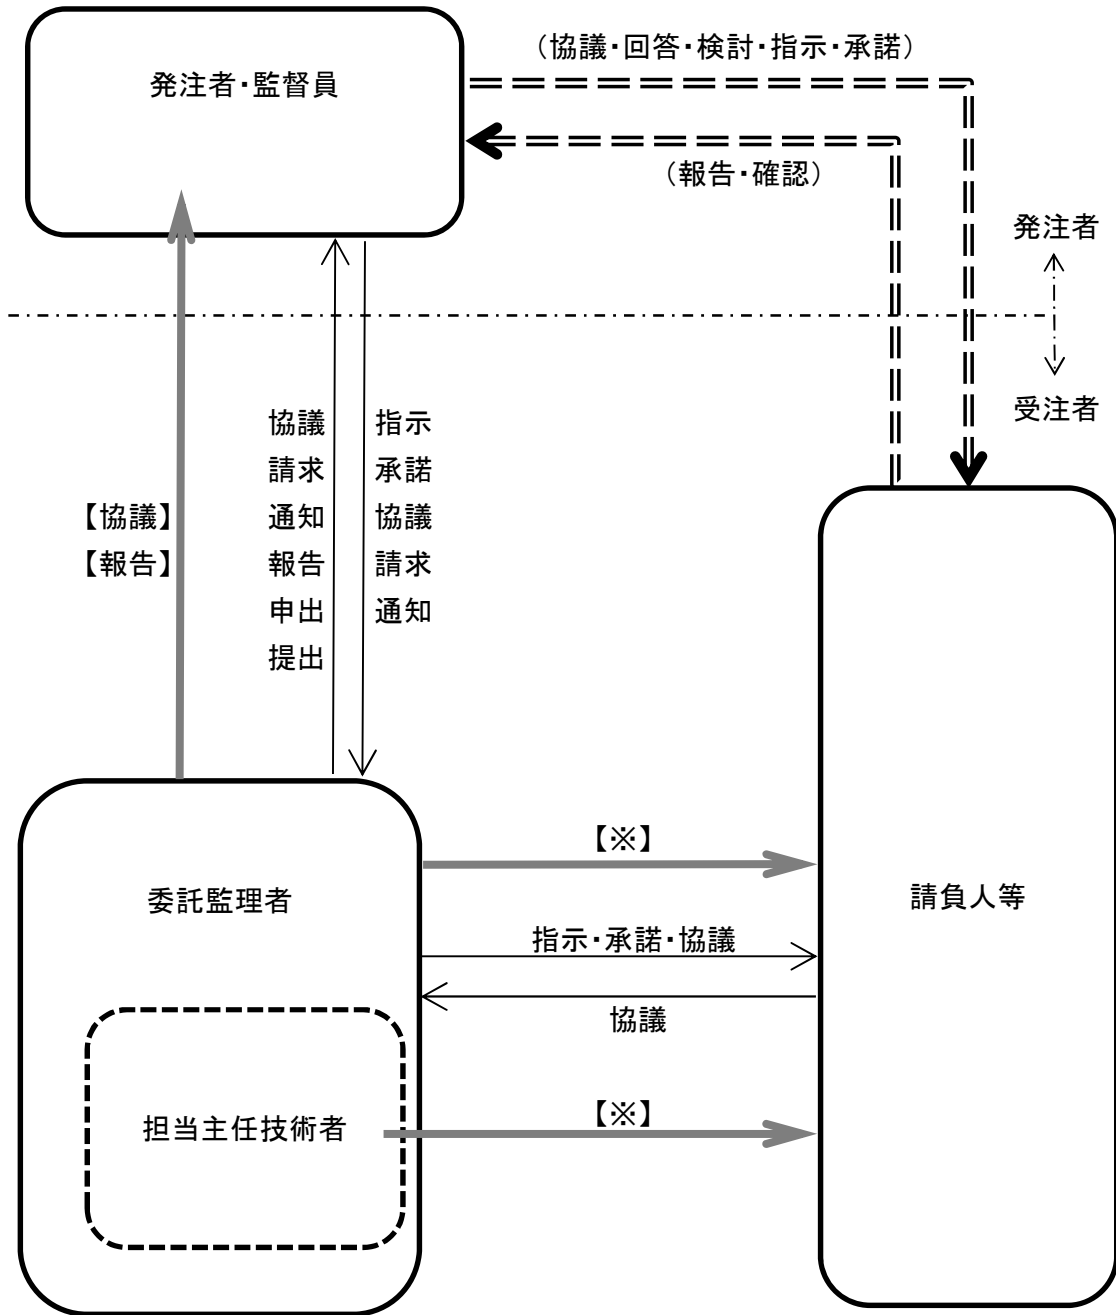 (協議・回答・検討・指示・承諾)
発注者・監督員
(報告・確認)
発注者
受注者
協議
請求
通知
報告
申出
提出
指示
承諾
協議
請求
通知
【協議】
【報告】
【※】
委託監理者
請負人等
指示・承諾・協議
協議
【※】
担当主任技術者